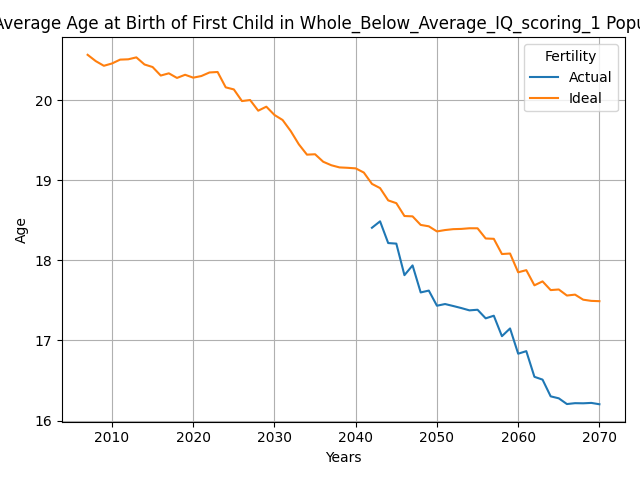 Average Age at Birth of First Child in Whole_Below_Average_IQ_scoring_1 Popu
Fertility
Actual
Ideal
20
19
18
17
16
Age
2010 2020 2030 2040 2050 2060 2070
Years